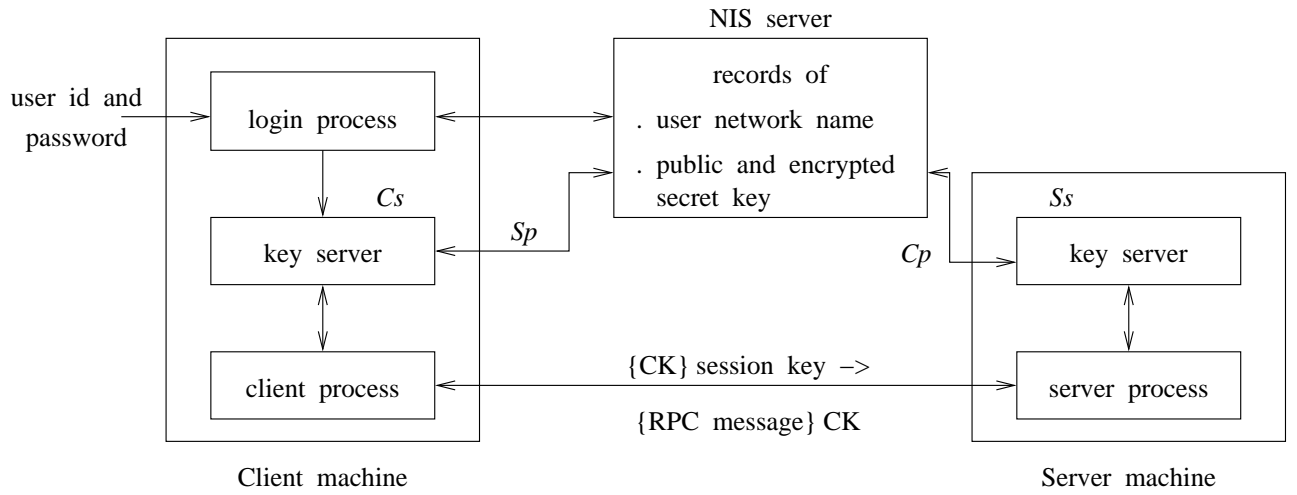 NIS server
user id and
password
login process
Cs
key server
client process
Client machine
Sp
records of
. user network name
. public and encrypted
secret key
Cp
{CK} session key −>
{RPC message} CK
Ss
key server
server process
Server machine